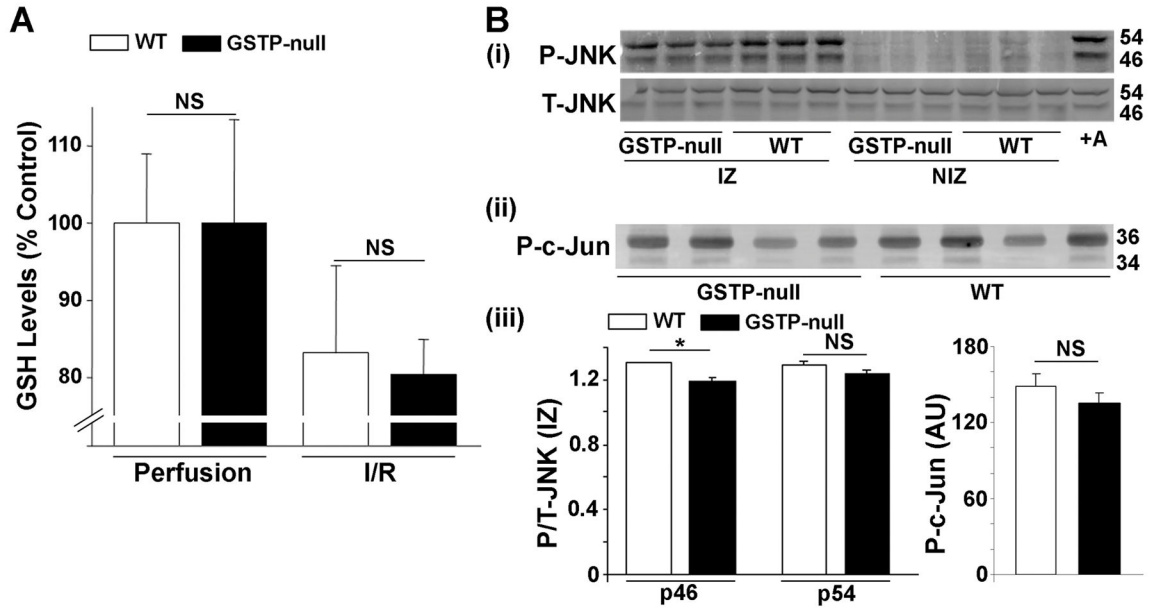 A
WT GSTP-null
GSH Levels (% Control)
110
100
90
80
NS
NS
Perfusion I/R
B
(i)
P-JNK 54
46
T-JNK 54
46
GSTP-null WT GSTP-null WT +A
IZ NIZ
(ii)
P-c-Jun 36
34
GSTP-null WT
(iii)
WT GSTP-null
P/T-JNK (IZ)
1.2
0.8
0.4
0
* NS
p46 p54
P-c-Jun (AU)
180
120
60
0
NS